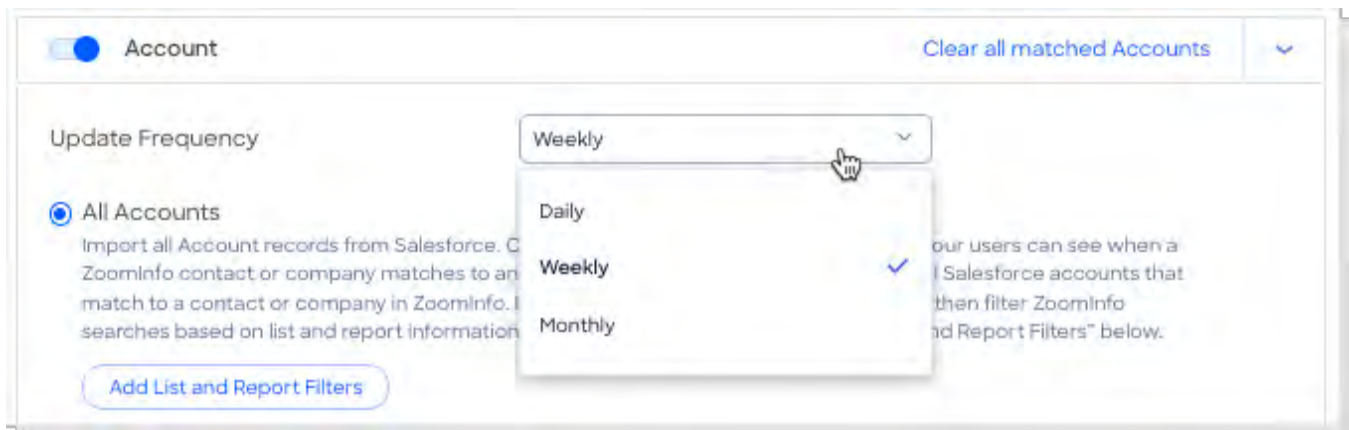 Account
Clear all matched Accounts
Update Frequency
Weekly
Daily
Weekly
Monthly
All Accounts
Import all Account records from Salesforce. our users can see when a
ZoomInfo contact or company matches to an Salesforce accounts that
match to a contact or company in ZoomInfo. then filter ZoomInfo
searches based on list and report information nd Report Filters" below.
Add List and Report Filters